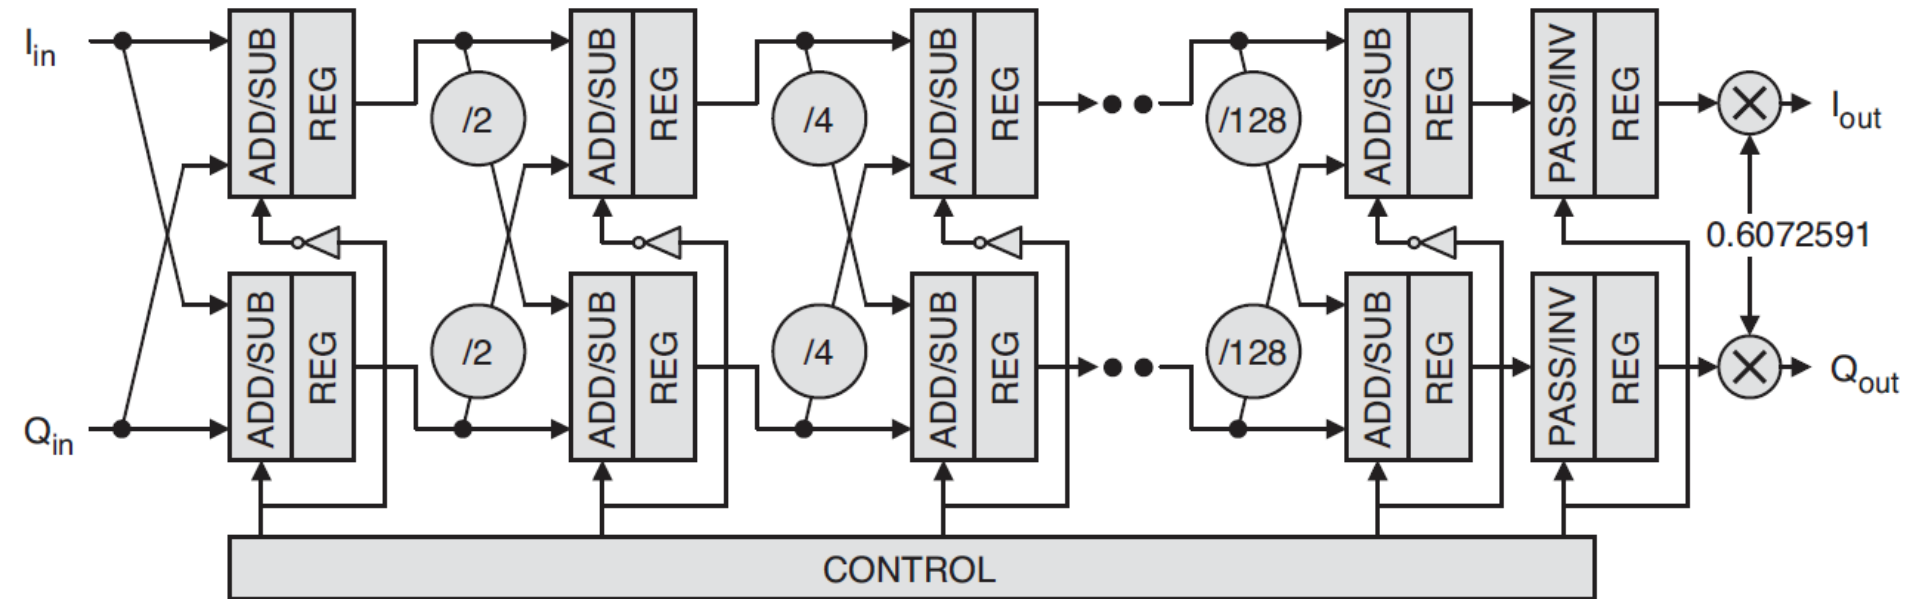 I_in
ADD/SUB
REG
/2
ADD/SUB
REG
/4
ADD/SUB
REG
/128
ADD/SUB
REG
PASS/INV
REG
I_out
0.6072591
Q_in
ADD/SUB
REG
/2
ADD/SUB
REG
/4
ADD/SUB
REG
/128
ADD/SUB
REG
PASS/INV
REG
Q_out
CONTROL